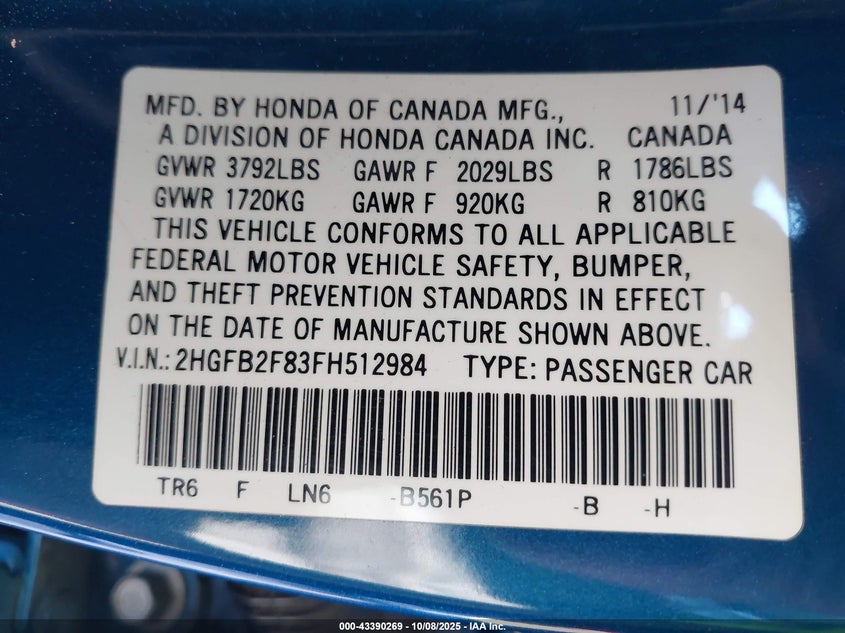 MFD. BY HONDA OF CANADA MFG., 11/'14
A DIVISION OF HONDA CANADA INC. CANADA
GVWR 3792LBS GAWR F 2029LBS R 1786LBS
GVWR 1720KG GAWR F 920KG R 810KG
THIS VEHICLE CONFORMS TO ALL APPLICABLE
FEDERAL MOTOR VEHICLE SAFETY, BUMPER,
AND THEFT PREVENTION STANDARDS IN EFFECT
ON THE DATE OF MANUFACTURE SHOWN ABOVE.
V.I.N.: 2HGFB2F83FH512984 TYPE: PASSENGER CAR
TR6 F LN6 -B561P -B -H
000-43390269 - 10/08/2025 - IAA Inc.